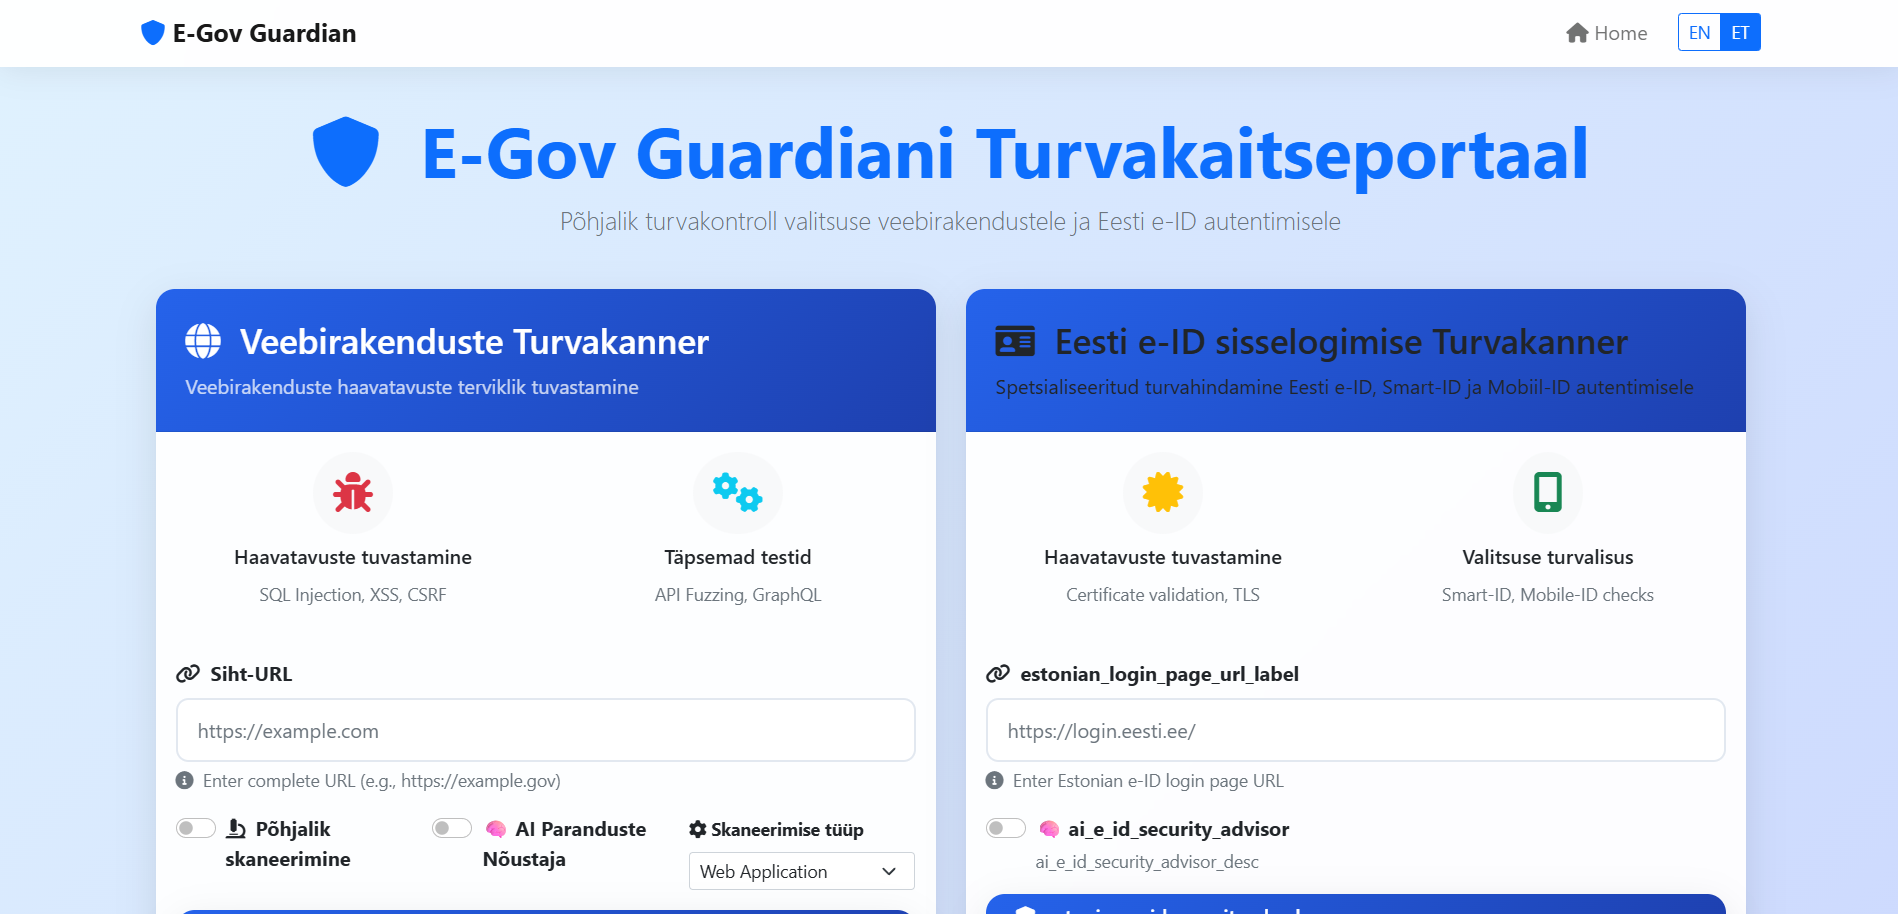 E-Gov Guardian
Home
EN
ET
E-Gov Guardiani Turvakaitseportaal
Põhjalik turvakontroll valitsuse veebirakendustele ja Eesti e-ID autentimisele
Veebirakenduste Turvakanner
Veebirakenduste haavatavuste terviklik tuvastamine
Haavatavuste tuvastamine
SQL Injection, XSS, CSRF
Täpsemad testid
API Fuzzing, GraphQL
Siht-URL
https://example.com
Enter complete URL (e.g., https://example.gov)
Põhjalik
skaneerimine
AI Paranduste
Nõustaja
Skaneerimise tüüp
Web Application
Eesti e-ID sisselogimise Turvakanner
Spetsialiseeritud turvahindamine Eesti e-ID, Smart-ID ja Mobiil-ID autentimisele
Haavatavuste tuvastamine
Certificate validation, TLS
Valitsuse turvalisus
Smart-ID, Mobile-ID checks
estonian_login_page_url_label
https://login.eesti.ee/
Enter Estonian e-ID login page URL
ai_e_id_security_advisor
ai_e_id_security_advisor_desc